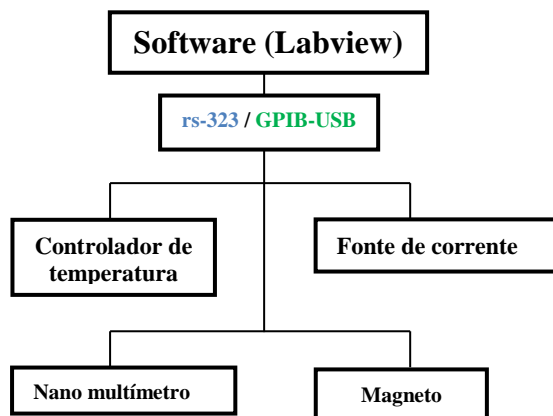 Software (Labview)
rs-323 / GPIB-USB
Controlador de
temperatura
Fonte de corrente
Nano multímetro
Magneto